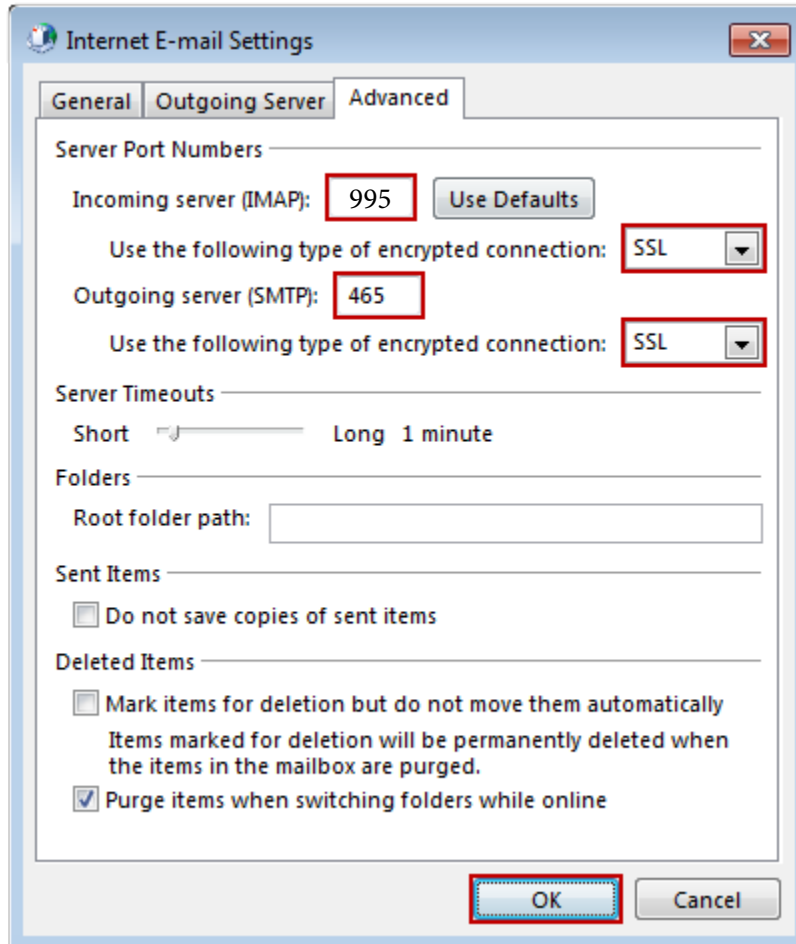 Internet E-mail Settings
General Outgoing Server Advanced
Server Port Numbers
Incoming server (IMAP): 995 Use Defaults
Use the following type of encrypted connection: SSL
Outgoing server (SMTP): 465
Use the following type of encrypted connection: SSL
Server Timeouts
Short Long 1 minute
Folders
Root folder path:
Sent Items
Do not save copies of sent items
Deleted Items
Mark items for deletion but do not move them automatically
Items marked for deletion will be permanently deleted when
the items in the mailbox are purged.
Purge items when switching folders while online
OK Cancel